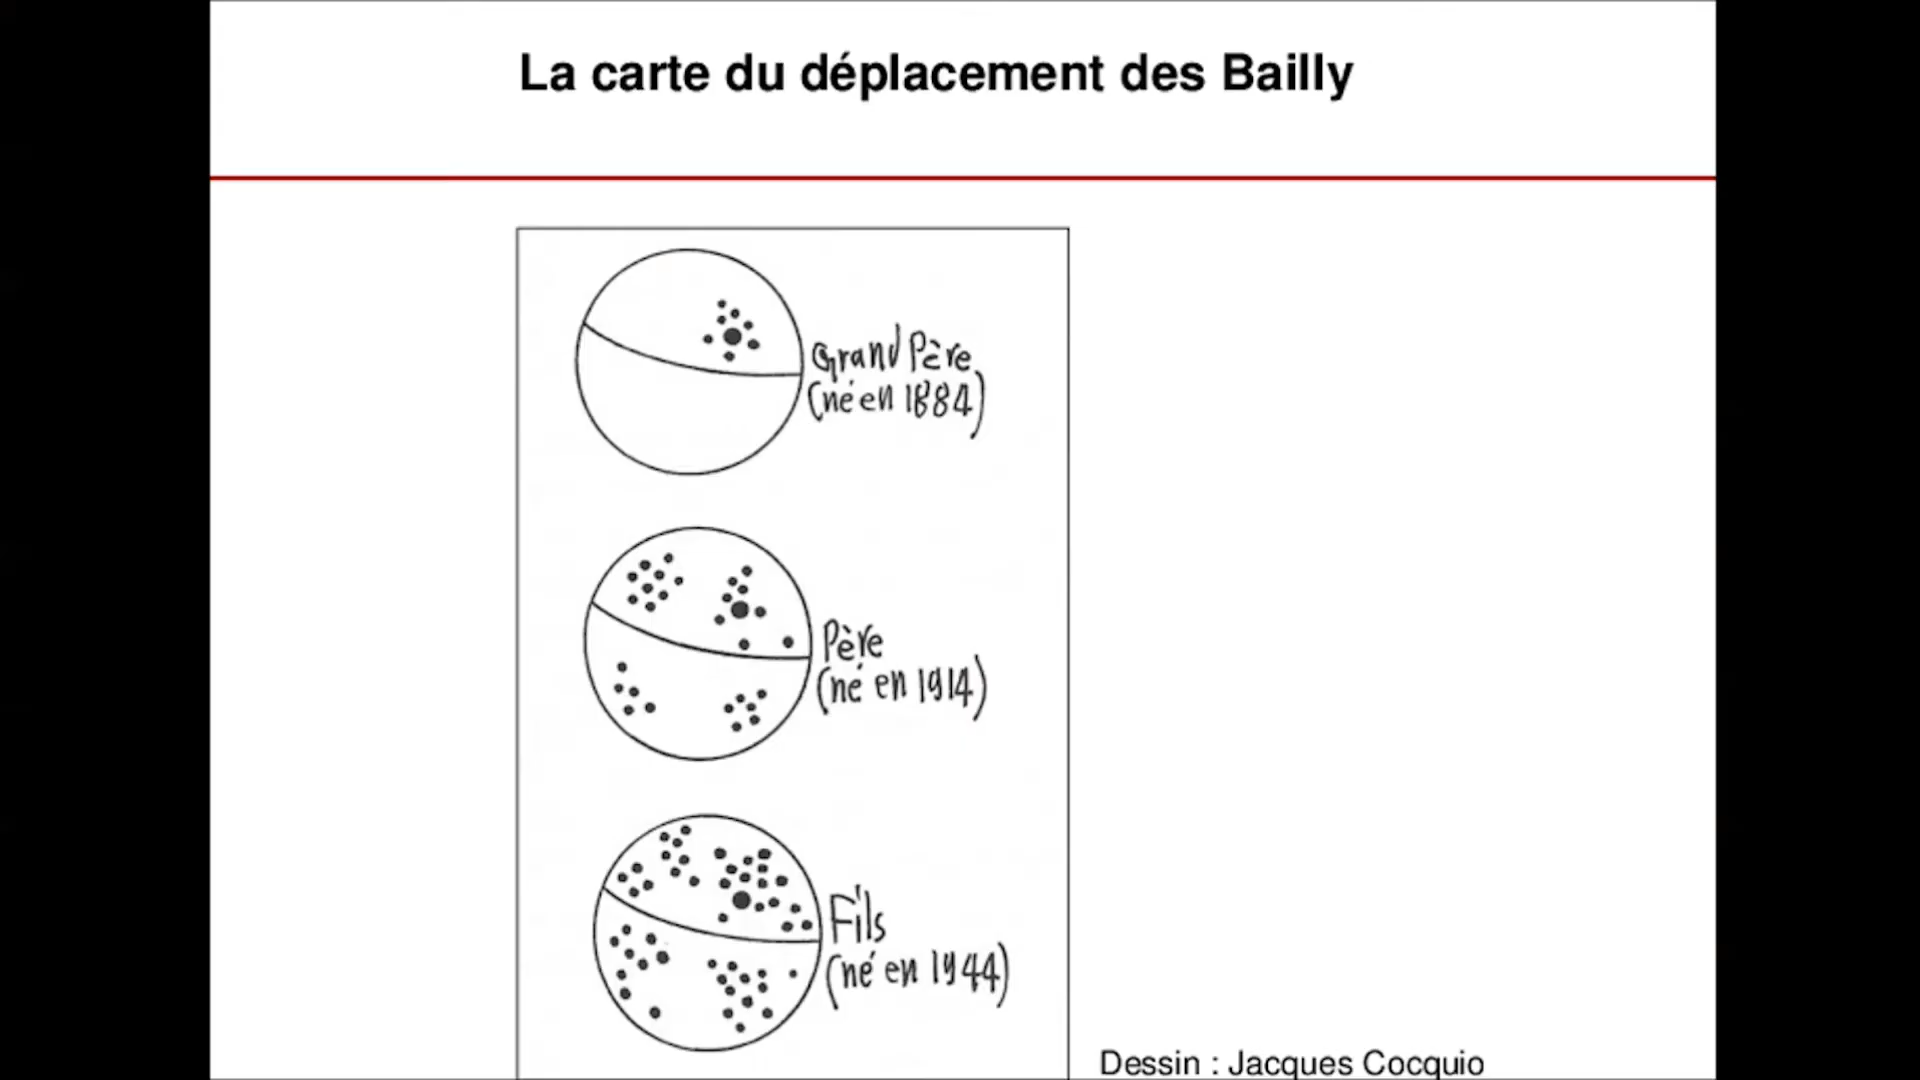 La carte du déplacement des Bailly
Grand Père
(né en 1884)
Père
(né en 1914)
Fils
(né en 1944)
Dessin : Jacques Cocquio